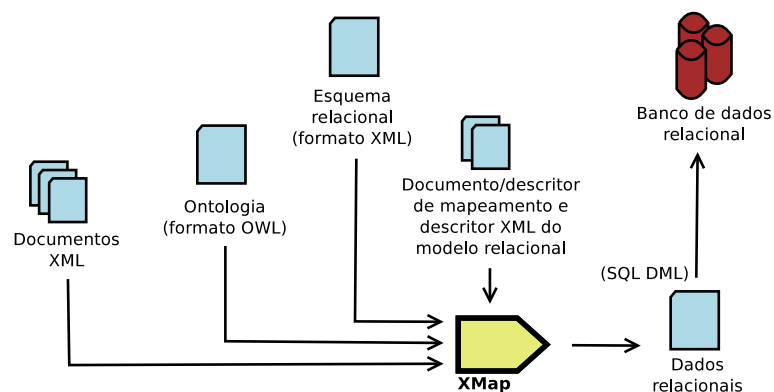 Esquema
relacional
(formato XML)
Banco de dados
relacional
Documento/descritor
de mapeamento e
descritor XML do
modelo relacional
Ontologia
(formato OWL)
Documentos
XML
(SQL DML)
XMap
Dados
relacionais